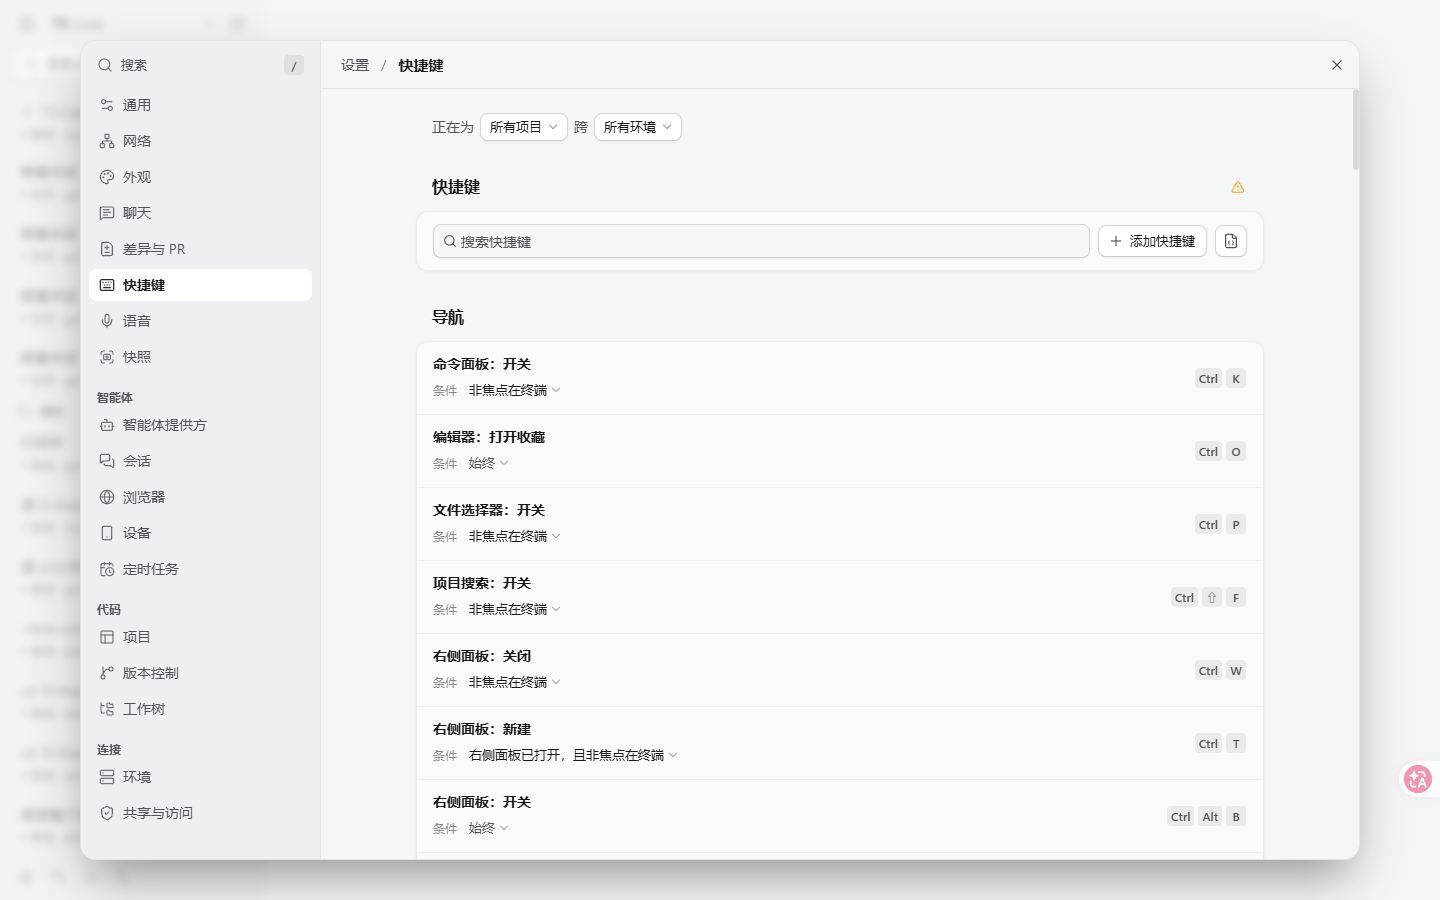 搜索
/
通用
网络
外观
聊天
差异与 PR
快捷键
语音
快照
智能体
智能体提供方
会话
浏览器
设备
定时任务
代码
项目
版本控制
工作树
连接
环境
共享与访问
设置 / 快捷键
正在为 所有项目 跨 所有环境
快捷键
搜索快捷键
添加快捷键
导航
命令面板：开关
条件 非焦点在终端
Ctrl K
编辑器：打开收藏
条件 始终
Ctrl O
文件选择器：开关
条件 非焦点在终端
Ctrl P
项目搜索：开关
条件 非焦点在终端
Ctrl ⇧ F
右侧面板：关闭
条件 非焦点在终端
Ctrl W
右侧面板：新建
条件 右侧面板已打开，且非焦点在终端
Ctrl T
右侧面板：开关
条件 始终
Ctrl Alt B